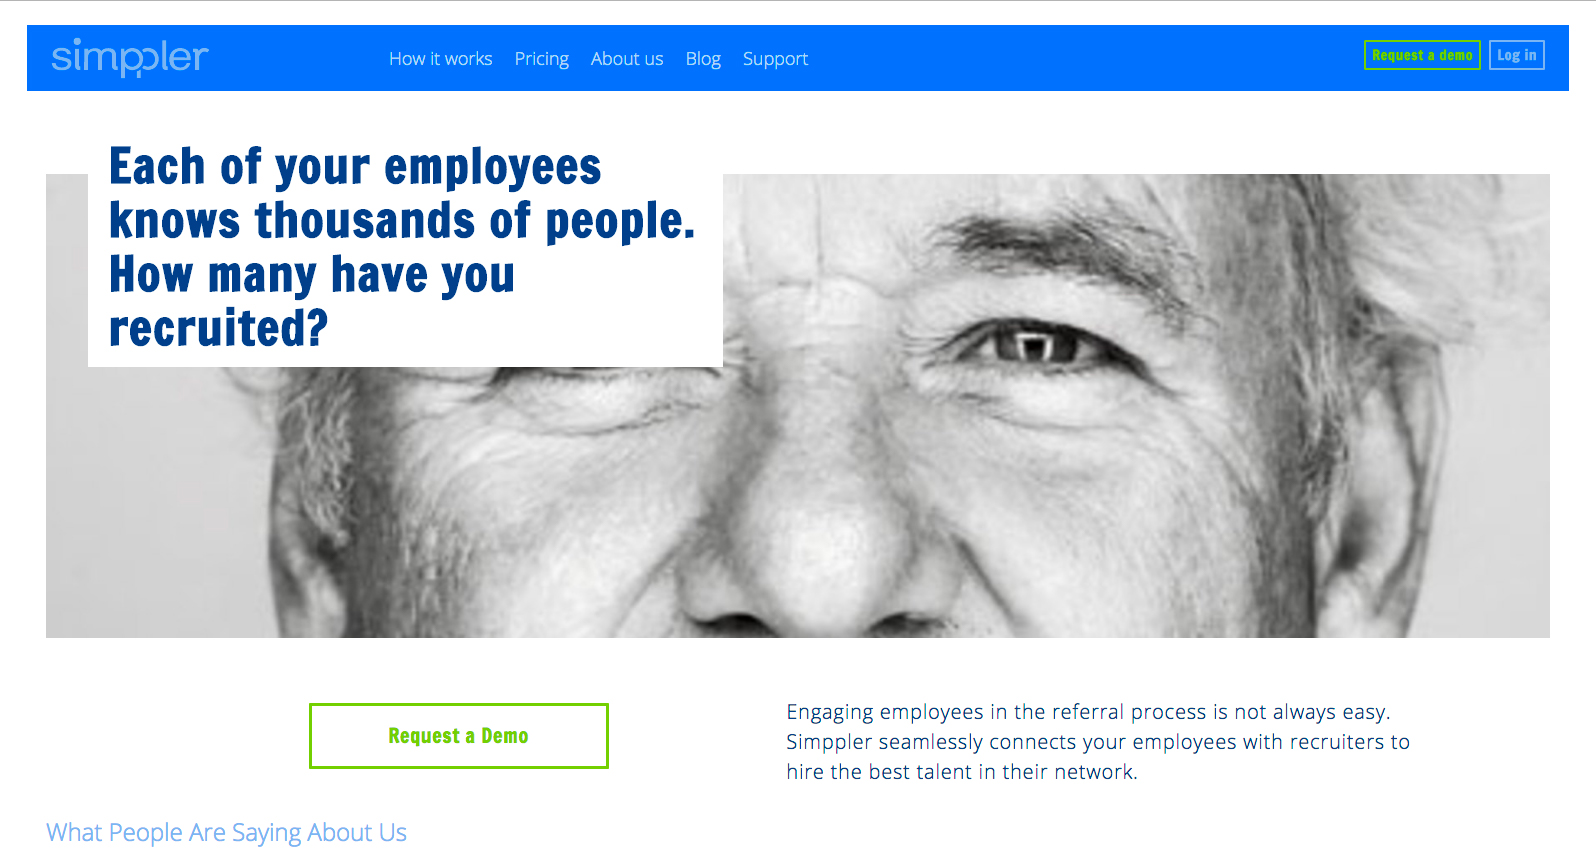 simppler
How it works Pricing About us Blog Support
Request a demo Log in
Each of your employees
knows thousands of people.
How many have you
recruited?
Request a Demo
Engaging employees in the referral process is not always easy.
Simppler seamlessly connects your employees with recruiters to
hire the best talent in their network.
What People Are Saying About Us